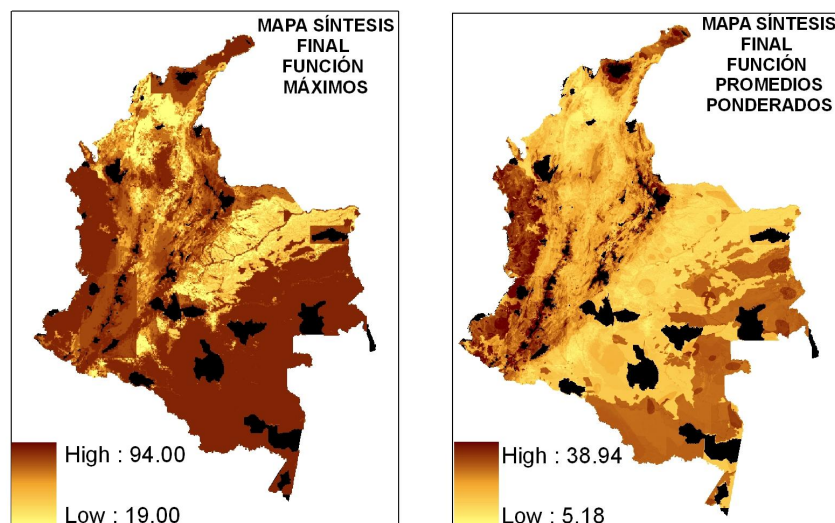 MAPA SÍNTESIS
FINAL
FUNCIÓN
MÁXIMOS
High : 94.00
Low : 19.00
MAPA SÍNTESIS
FINAL
FUNCIÓN
PROMEDIOS
PONDERADOS
High : 38.94
Low : 5.18